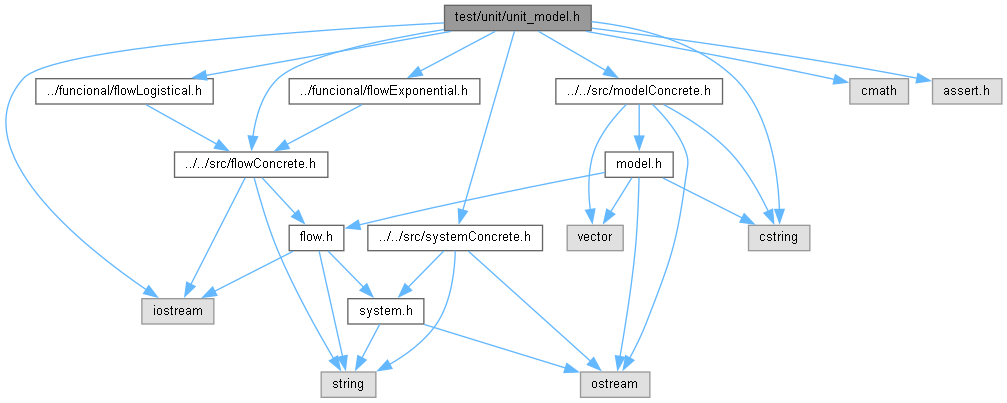 test/unit/unit_model.h
../funcional/flowLogistical.h
../funcional/flowExponential.h
../../src/modelConcrete.h
cmath
assert.h
../../src/flowConcrete.h
model.h
flow.h
../../src/systemConcrete.h
vector
cstring
iostream
system.h
string
ostream